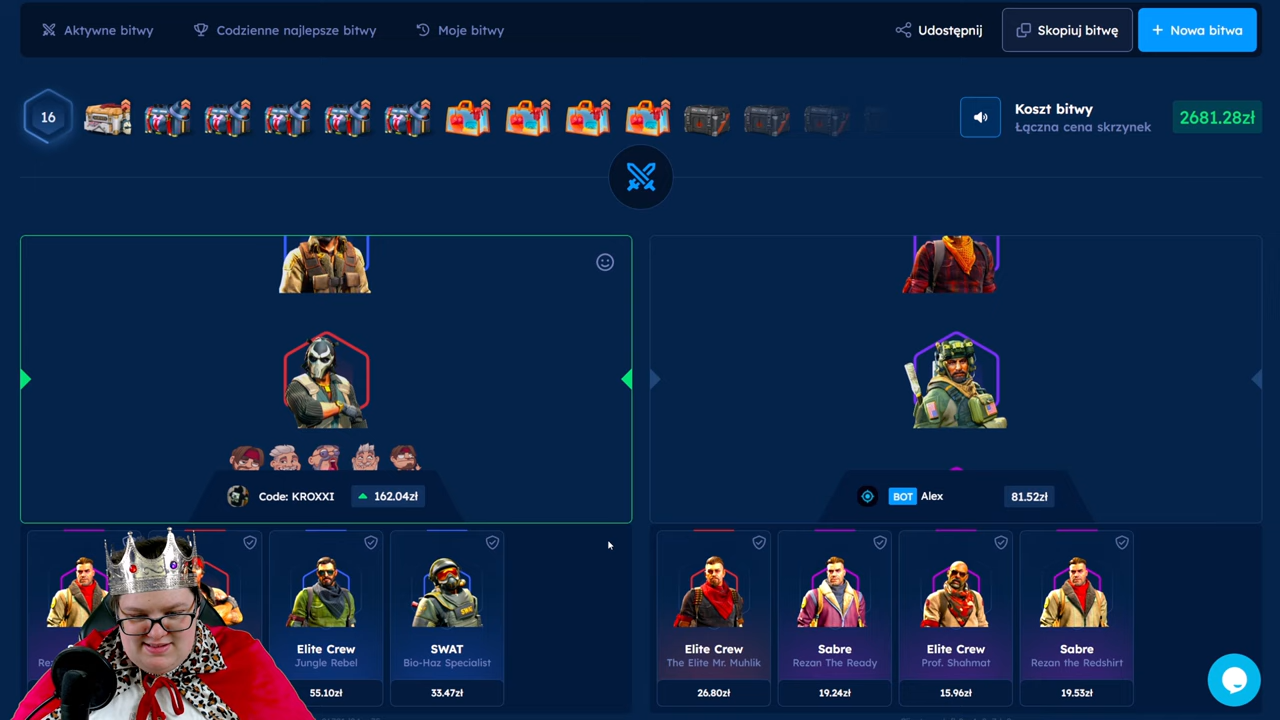 Aktywne bitwy
Codzienne najlepsze bitwy
Moje bitwy
Udostępnij
Skopiuj bitwę
+ Nowa bitwa
16
Koszt bitwy
Łączna cena skrzynek
2681.28zł
Code: KROXXI
162.04zł
BOT Alex
81.52zł
Elite Crew
Jungle Rebel
55.10zł
SWAT
Bio-Haz Specialist
33.47zł
Elite Crew
The Elite Mr. Muhlik
26.80zł
Sabre
Rezan The Ready
19.24zł
Elite Crew
Prof. Shahmat
15.96zł
Sabre
Rezan the Redshirt
19.53zł